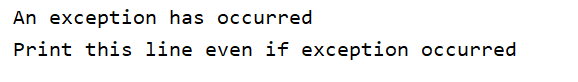 An exception has occurred
Print this line even if exception occurred